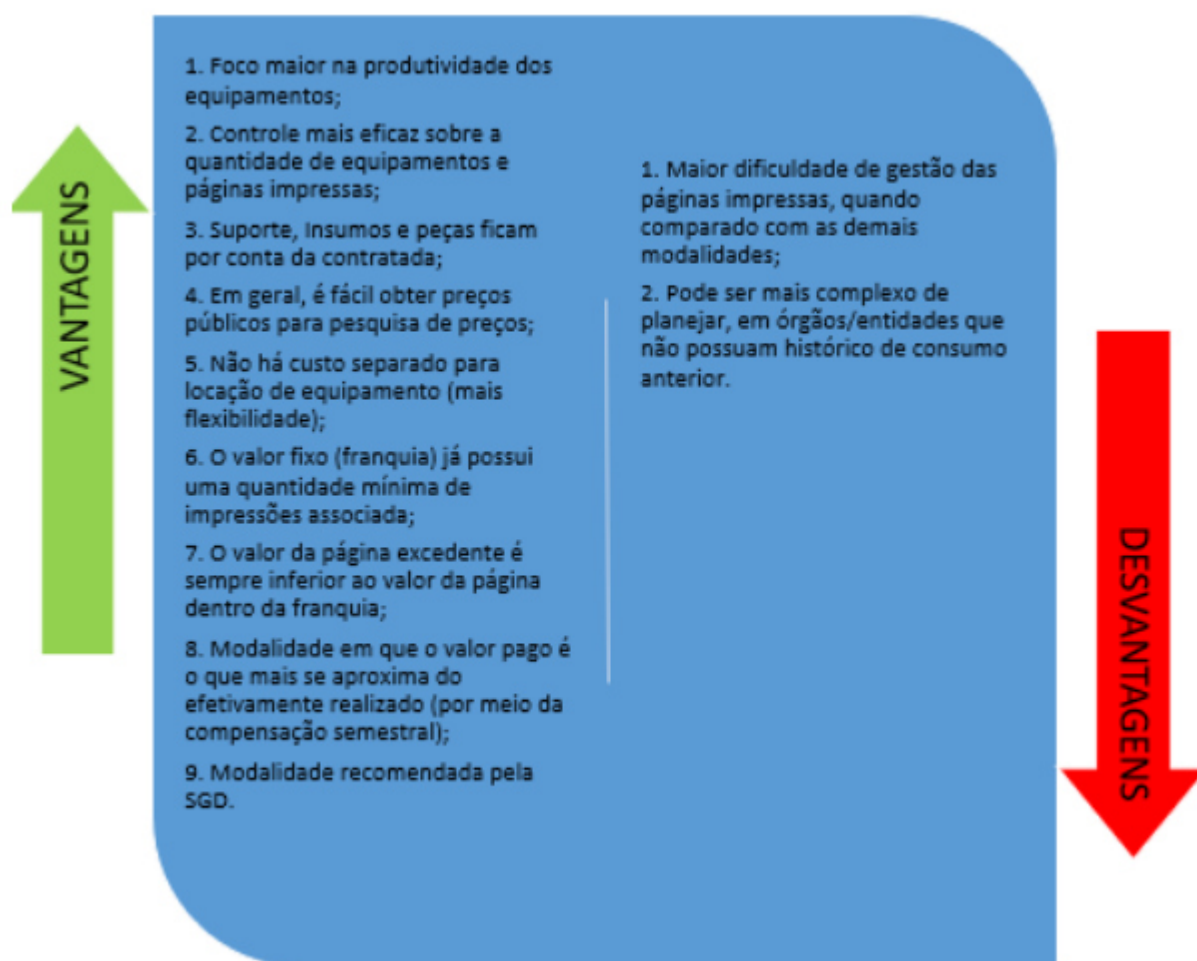 VANTAGENS
1. Foco maior na produtividade dos
equipamentos;
2. Controle mais eficaz sobre a
quantidade de equipamentos e
páginas impressas;
3. Suporte, Insumos e peças ficam
por conta da contratada;
4. Em geral, é fácil obter preços
públicos para pesquisa de preços;
5. Não há custo separado para
locação de equipamento (mais
flexibilidade);
6. O valor fixo (franquia) já possui
uma quantidade mínima de
impressões associada;
7. O valor da página excedente é
sempre inferior ao valor da página
dentro da franquia;
8. Modalidade em que o valor pago é
o que mais se aproxima do
efetivamente realizado (por meio da
compensação semestral);
9. Modalidade recomendada pela
SGD.
1. Maior dificuldade de gestão das
páginas impressas, quando
comparado com as demais
modalidades;
2. Pode ser mais complexo de
planejar, em órgãos/entidades que
não possuam histórico de consumo
anterior.
DESVANTAGENS